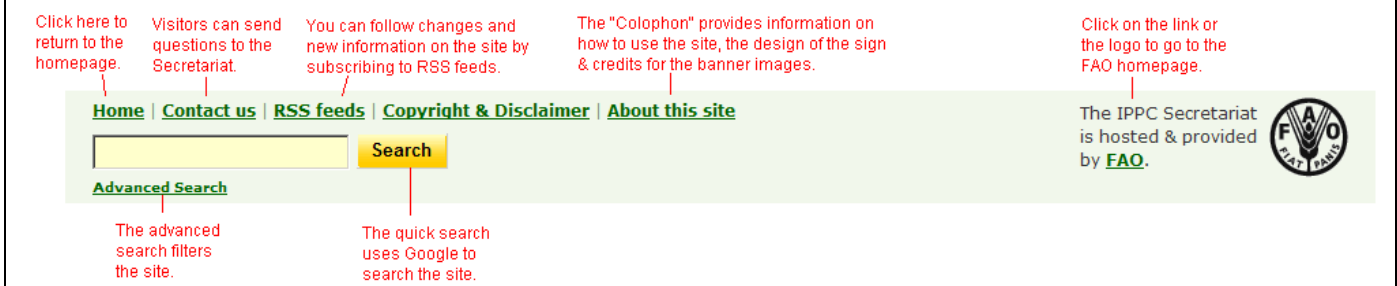 Click here to
return to the
homepage.
Visitors can send
questions to the
Secretariat.
You can follow changes and
new information on the site by
subscribing to RSS feeds.
The "Colophon" provides information on
how to use the site, the design of the sign
& credits for the banner images.
Click on the link or
the logo to go to the
FAO homepage.
Home | Contact us | RSS feeds | Copyright & Disclaimer | About this site
The IPPC Secretariat
is hosted & provided
by FAO.
F A O
FIAT PANIS
Search
Advanced Search
The advanced
search filters
the site.
The quick search
uses Google to
search the site.